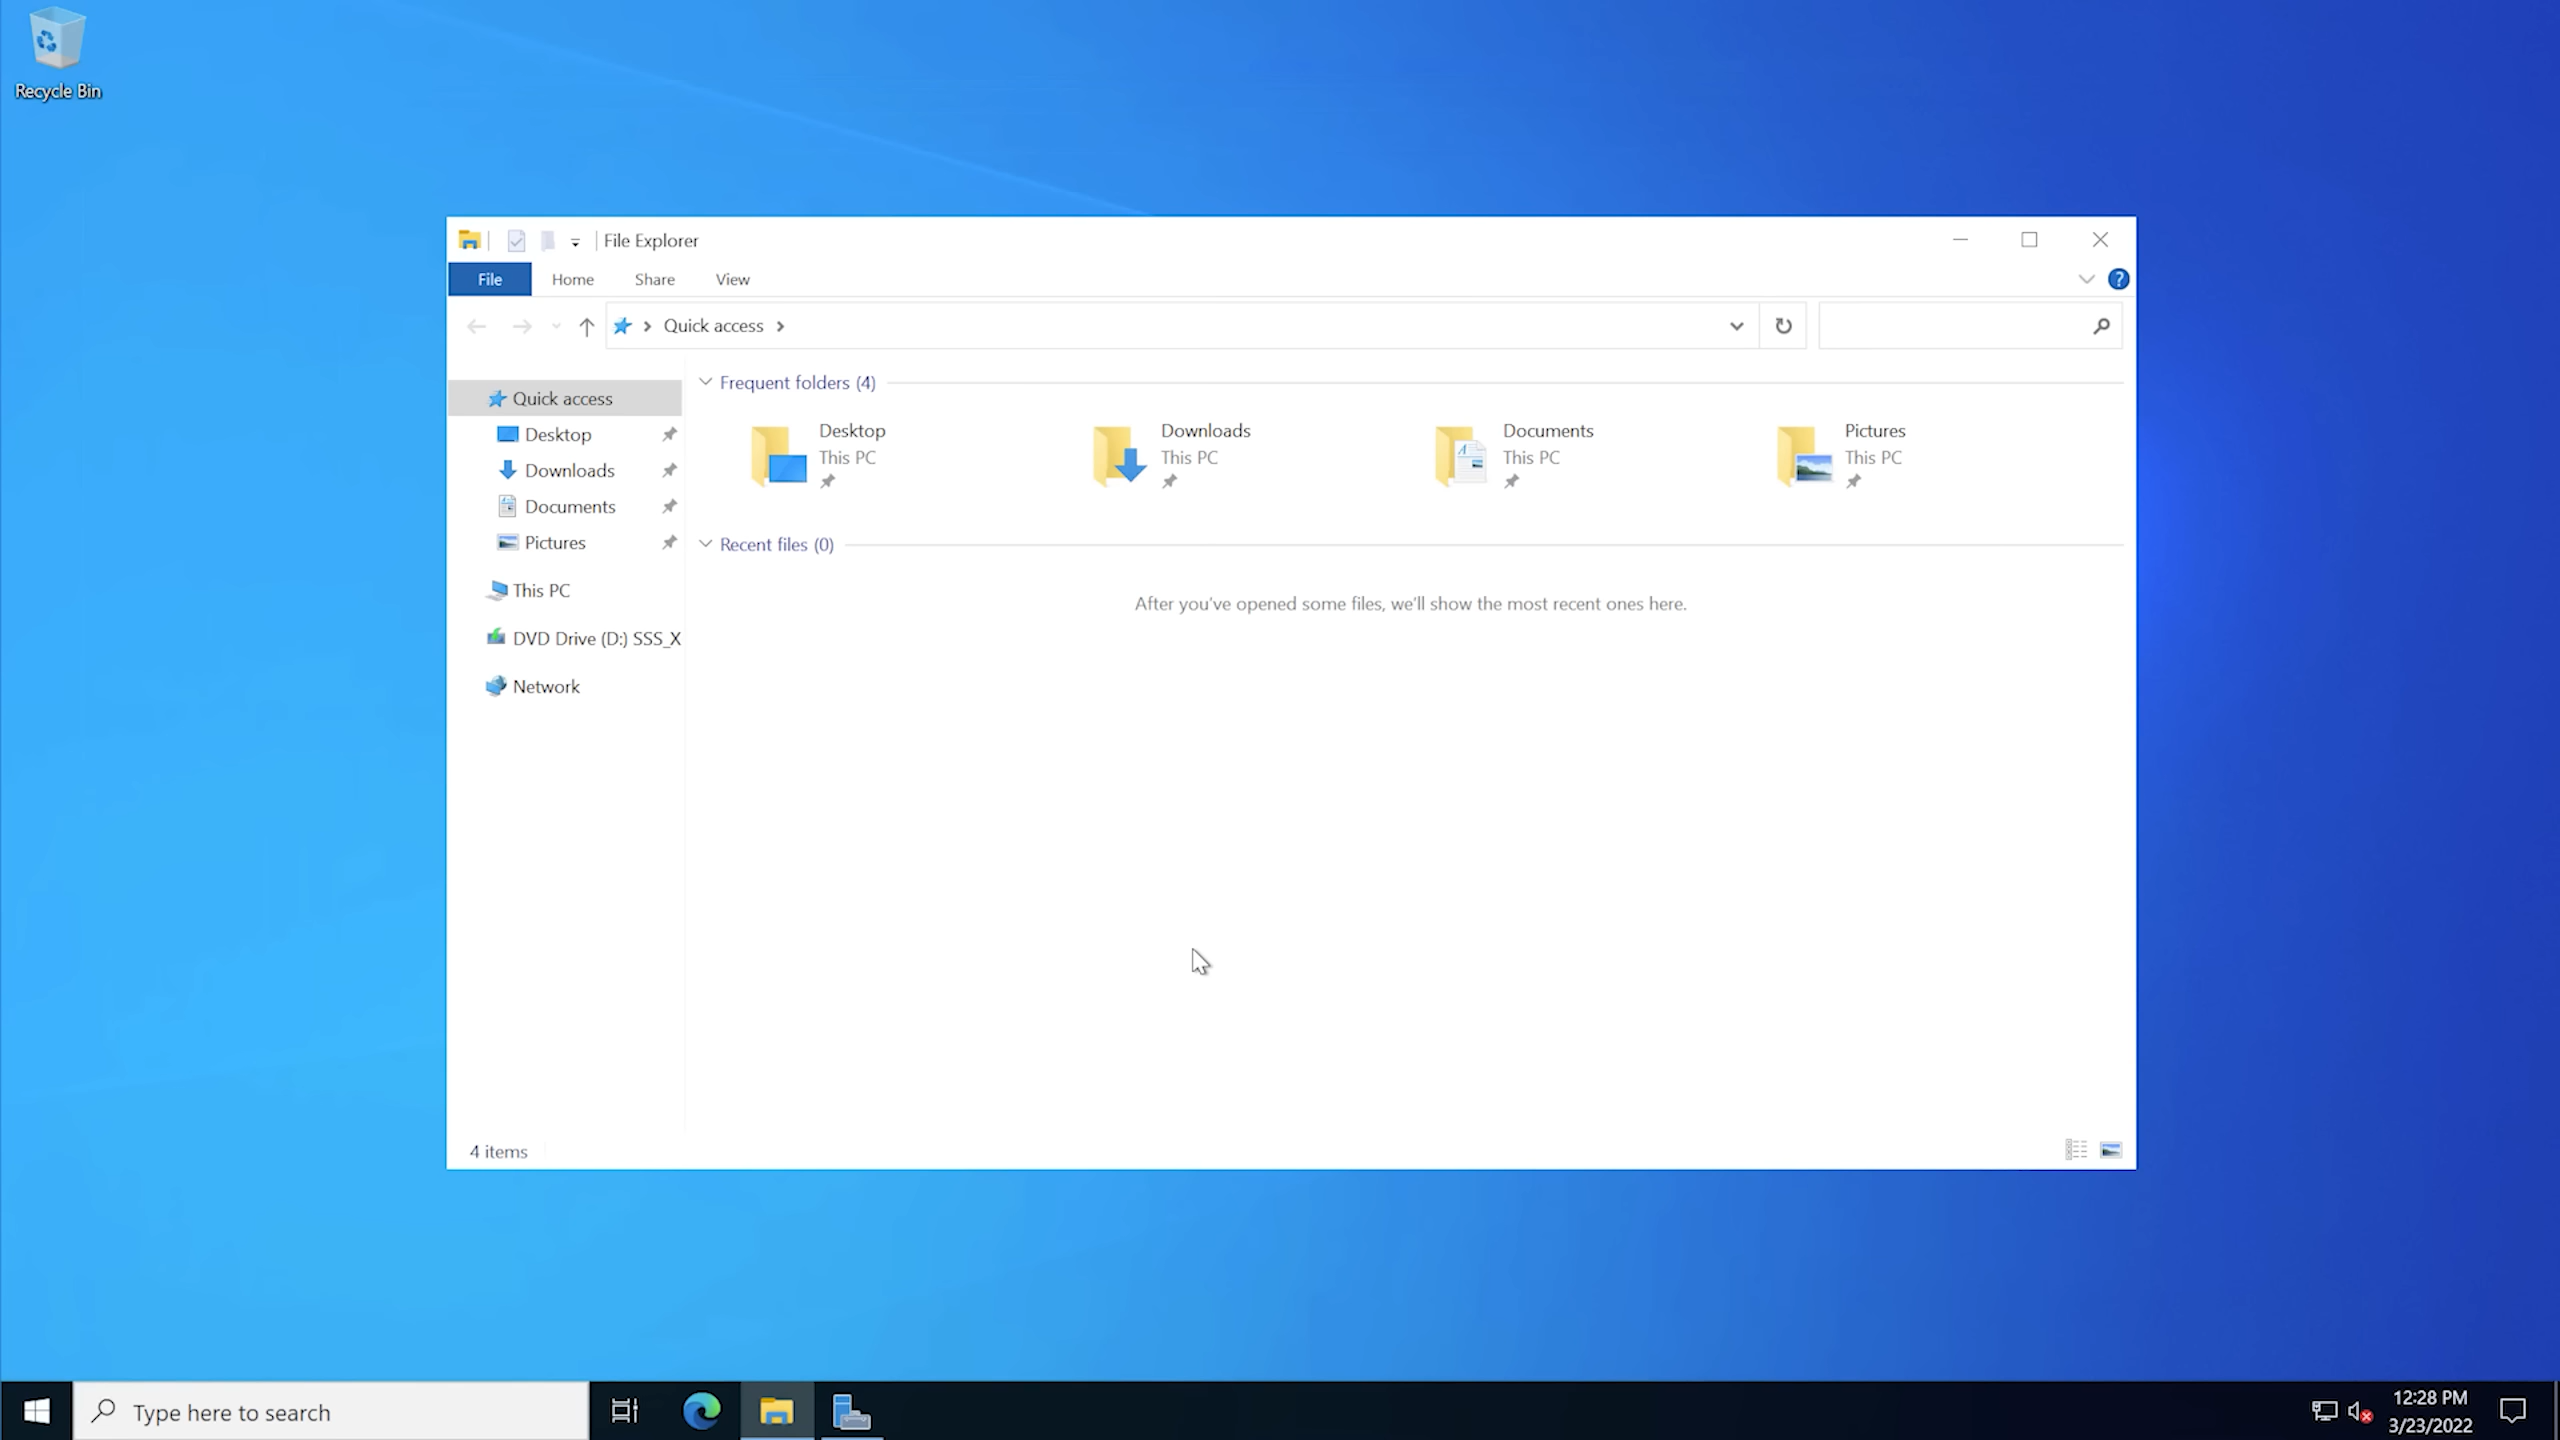 Recycle Bin
File Explorer
File Home Share View
Quick access
Quick access
Desktop
Downloads
Documents
Pictures
This PC
DVD Drive (D:) SSS_X
Network
Frequent folders (4)
Desktop
This PC
Downloads
This PC
Documents
This PC
Pictures
This PC
Recent files (0)
After you've opened some files, we'll show the most recent ones here.
4 items
Type here to search
12:28 PM
3/23/2022